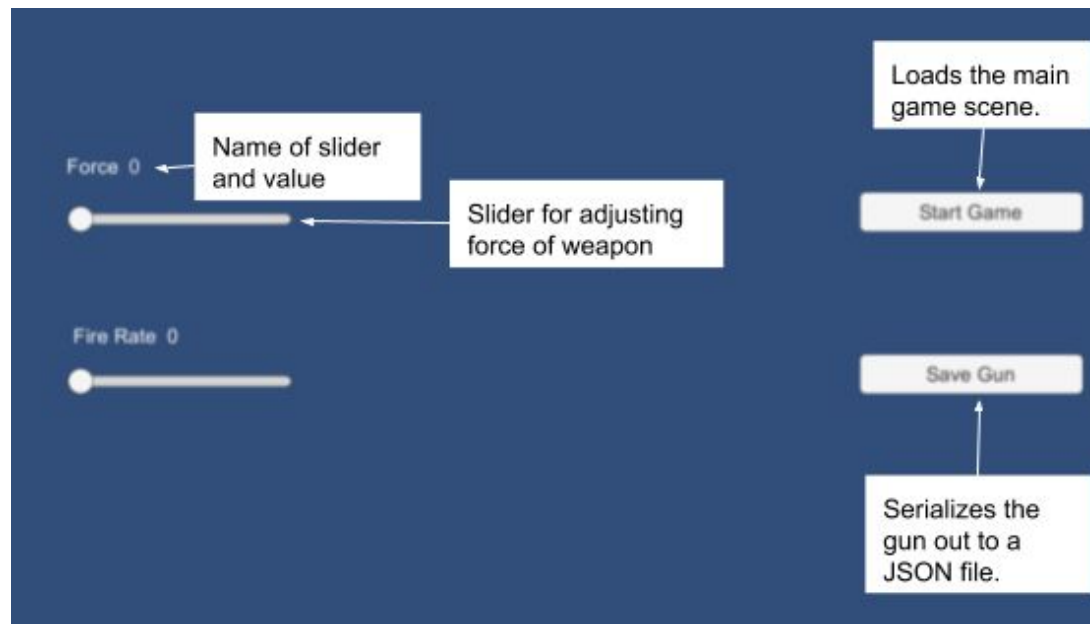 Loads the main
game scene.
Name of slider
and value
Force 0
Slider for adjusting
force of weapon
Start Game
Fire Rate 0
Save Gun
Serializes the
gun out to a
JSON file.